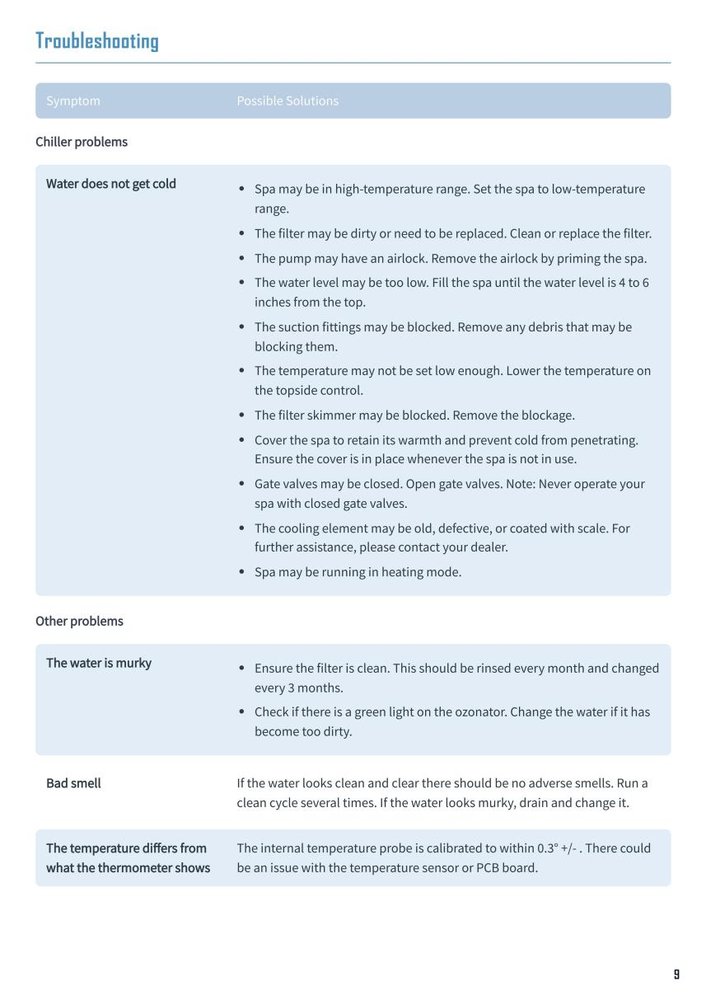 Troubleshooting
Symptom
Possible Solutions
Chiller problems
Water does not get cold
• Spa may be in high-temperature range. Set the spa to low-temperature
range.
• The filter may be dirty or need to be replaced. Clean or replace the filter.
• The pump may have an airlock. Remove the airlock by priming the spa.
• The water level may be too low. Fill the spa until the water level is 4 to 6
inches from the top.
• The suction fittings may be blocked. Remove any debris that may be
blocking them.
• The temperature may not be set low enough. Lower the temperature on
the topside control.
• The filter skimmer may be blocked. Remove the blockage.
• Cover the spa to retain its warmth and prevent cold from penetrating.
Ensure the cover is in place whenever the spa is not in use.
• Gate valves may be closed. Open gate valves. Note: Never operate your
spa with closed gate valves.
• The cooling element may be old, defective, or coated with scale. For
further assistance, please contact your dealer.
• Spa may be running in heating mode.
Other problems
The water is murky
• Ensure the filter is clean. This should be rinsed every month and changed
every 3 months.
• Check if there is a green light on the ozonator. Change the water if it has
become too dirty.
Bad smell
If the water looks clean and clear there should be no adverse smells. Run a
clean cycle several times. If the water looks murky, drain and change it.
The temperature differs from
what the thermometer shows
The internal temperature probe is calibrated to within 0.3° +/- . There could
be an issue with the temperature sensor or PCB board.
9